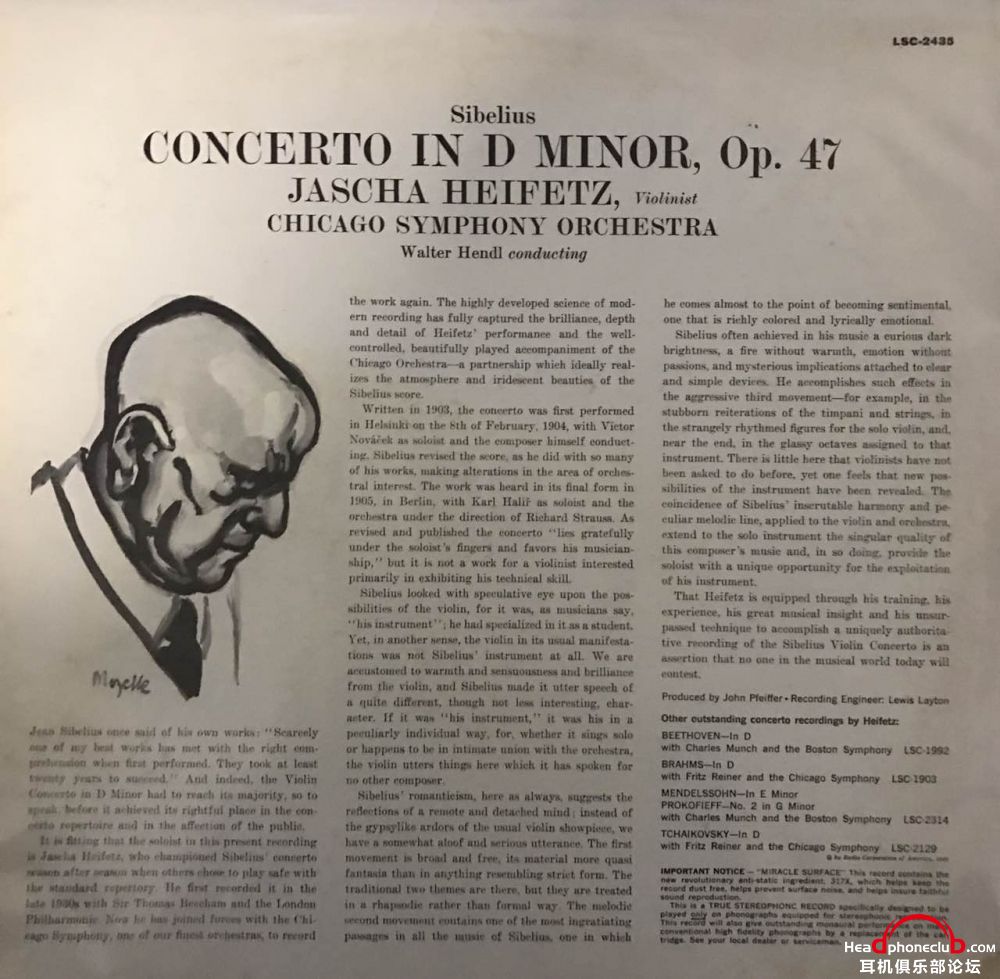 LSC-2435
Sibelius
CONCERTO IN D MINOR, Op. 47
JASCHA HEIFETZ, Violinist
CHICAGO SYMPHONY ORCHESTRA
Walter Hendl conducting
Jean Sibelius once said of his own works: "Scarcely
one of my best works has met with the right com-
prehension when first performed. They took at least
twenty years to succeed." And indeed, the Violin
Concerto in D Minor had to reach its majority, so to
speak, before it achieved its rightful place in the con-
certo repertoire and in the affection of the public.
It is fitting that the soloist in this present recording
is Jascha Heifetz, who championed Sibelius' concerto
season after season when others chose to play safe with
the standard repertory. He first recorded it in the
late 1930s with Sir Thomas Beecham and the London
Philharmonic. Now he has joined forces with the Chi-
cago Symphony, one of our finest orchestras, to record
the work again. The highly developed science of mod-
ern recording has fully captured the brilliance, depth
and detail of Heifetz' performance and the well-
controlled, beautifully played accompaniment of the
Chicago Orchestra—a partnership which ideally real-
izes the atmosphere and iridescent beauties of the
Sibelius score.
Written in 1903, the concerto was first performed
in Helsinki on the 8th of February, 1904, with Victor
Nováček as soloist and the composer himself conduct-
ing. Sibelius revised the score, as he did with so many
of his works, making alterations in the area of orches-
tral interest. The work was heard in its final form in
1905, in Berlin, with Karl Halíř as soloist and the
orchestra under the direction of Richard Strauss. As
revised and published the concerto "lies gratefully
under the soloist's fingers and favors his musician-
ship," but it is not a work for a violinist interested
primarily in exhibiting his technical skill.
Sibelius looked with speculative eye upon the pos-
sibilities of the violin, for it was, as musicians say,
"his instrument"; he had specialized in it as a student.
Yet, in another sense, the violin in its usual manifesta-
tions was not Sibelius' instrument at all. We are
accustomed to warmth and sensuousness and brilliance
from the violin, and Sibelius made it utter speech of
a quite different, though not less interesting, char-
acter. If it was "his instrument," it was his in a
peculiarly individual way, for, whether it sings solo
or happens to be in intimate union with the orchestra,
the violin utters things here which it has spoken for
no other composer.
Sibelius' romanticism, here as always, suggests the
reflections of a remote and detached mind; instead of
the gypsylike ardors of the usual violin showpiece, we
have a somewhat aloof and serious utterance. The first
movement is broad and free, its material more quasi
fantasia than in anything resembling strict form. The
traditional two themes are there, but they are treated
in a rhapsodic rather than formal way. The melodic
second movement contains one of the most ingratiating
passages in all the music of Sibelius, one in which
he comes almost to the point of becoming sentimental,
one that is richly colored and lyrically emotional.
Sibelius often achieved in his music a curious dark
brightness, a fire without warmth, emotion without
passions, and mysterious implications attached to clear
and simple devices. He accomplishes such effects in
the aggressive third movement—for example, in the
stubborn reiterations of the timpani and strings, in
the strangely rhythmed figures for the solo violin, and,
near the end, in the glassy octaves assigned to that
instrument. There is little here that violinists have not
been asked to do before, yet one feels that new pos-
sibilities of the instrument have been revealed. The
coincidence of Sibelius' inscrutable harmony and pe-
culiar melodic line, applied to the violin and orchestra,
extend to the solo instrument the singular quality of
this composer's music and, in so doing, provide the
soloist with a unique opportunity for the exploitation
of his instrument.
That Heifetz is equipped through his training, his
experience, his great musical insight and his unsur-
passed technique to accomplish a uniquely authorita-
tive recording of the Sibelius Violin Concerto is an
assertion that no one in the musical world today will
contest.
Produced by John Pfeiffer • Recording Engineer: Lewis Layton
Other outstanding concerto recordings by Heifetz:
BEETHOVEN—In D
with Charles Munch and the Boston Symphony LSC-1992
BRAHMS—In D
with Fritz Reiner and the Chicago Symphony LSC-1903
MENDELSSOHN—In E Minor
PROKOFIEFF—No. 2 in G Minor
with Charles Munch and the Boston Symphony LSC-2314
TCHAIKOVSKY—In D
with Fritz Reiner and the Chicago Symphony LSC-2129
© by Radio Corporation of America,
IMPORTANT NOTICE – "MIRACLE SURFACE" This record contains the
new revolutionary anti-static ingredient, 317X, which helps keep the
record dust free, helps prevent surface noise, and helps insure faithful
sound reproduction.
This is a TRUE STEREOPHONIC RECORD specifically designed to be
played only on phonographs equipped for stereophonic
This record will also give outstanding monaural performance on
conventional high fidelity phonographs by a replacement of the car-
tridge. See your local dealer or serviceman.
HeadphoneClub.com
耳机俱乐部论坛